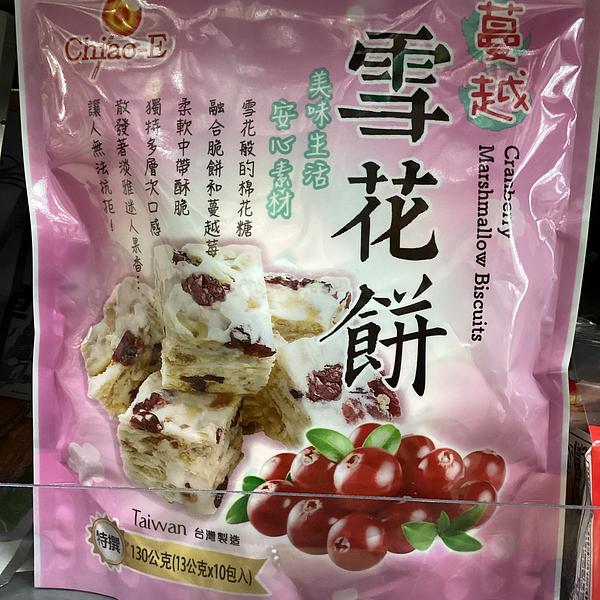 Chiao-E
蔓越
雪花餅
Cranberry
Marshmallow Biscuits
美味生活
安心素材
雪花般的棉花糖
融合脆餅和蔓越莓
柔軟中帶酥脆
獨特多層次口感
散發著淡雅迷人果香…
讓人無法抗拒！
Taiwan 台灣製造
特撰
130公克(13公克x10包入)